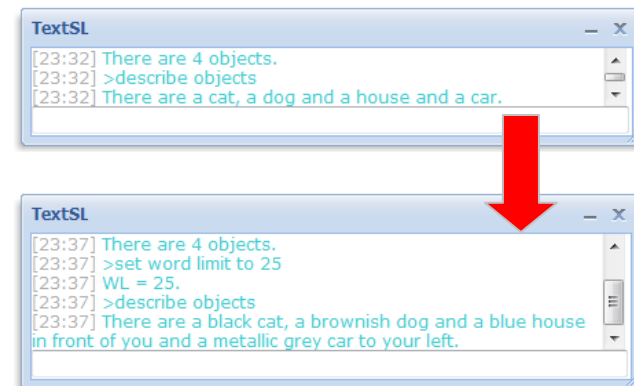 TextSL
[23:32] There are 4 objects.
[23:32] >describe objects
[23:32] There are a cat, a dog and a house and a car.
TextSL
[23:37] There are 4 objects.
[23:37] >set word limit to 25
[23:37] WL = 25.
[23:37] >describe objects
[23:37] There are a black cat, a brownish dog and a blue house
in front of you and a metallic grey car to your left.